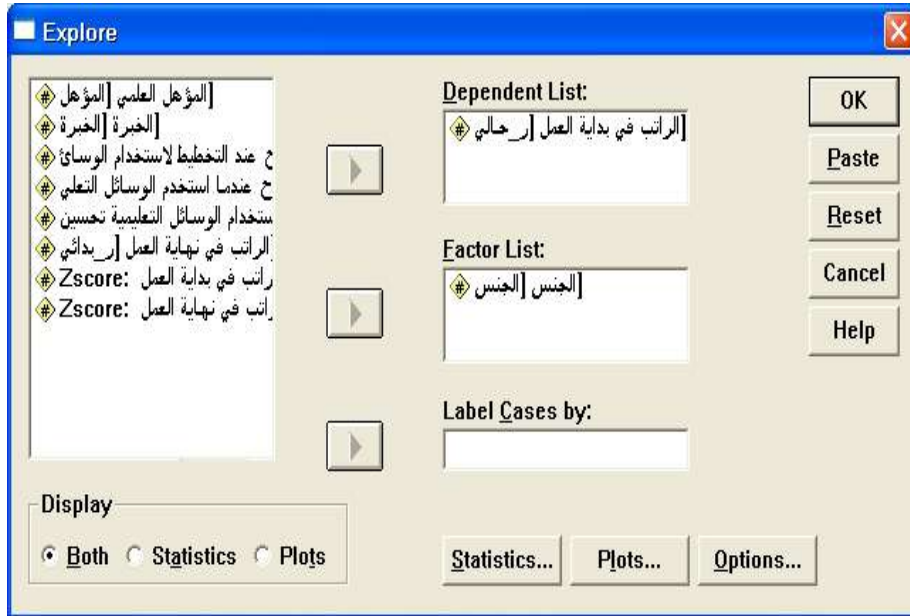 Explore
[المؤهل العلمي [المؤهل
[الخبرة [الخبرة
ح عند التخطيط لاستخدام الوسائ
ح عندما استخدم الوسائل التعلي
ستخدام الوسائل التعليمية تحسين
[الراتب في نهاية العمل [ر_بدائي
Zscore: راتب في بداية العمل
Zscore: راتب في نهاية العمل
Dependent List:
[الراتب في بداية العمل [ر_حالي
Factor List:
[الجنس [الجنس
Label Cases by:
OK
Paste
Reset
Cancel
Help
Display
Both Statistics Plots
Statistics... Plots... Options...